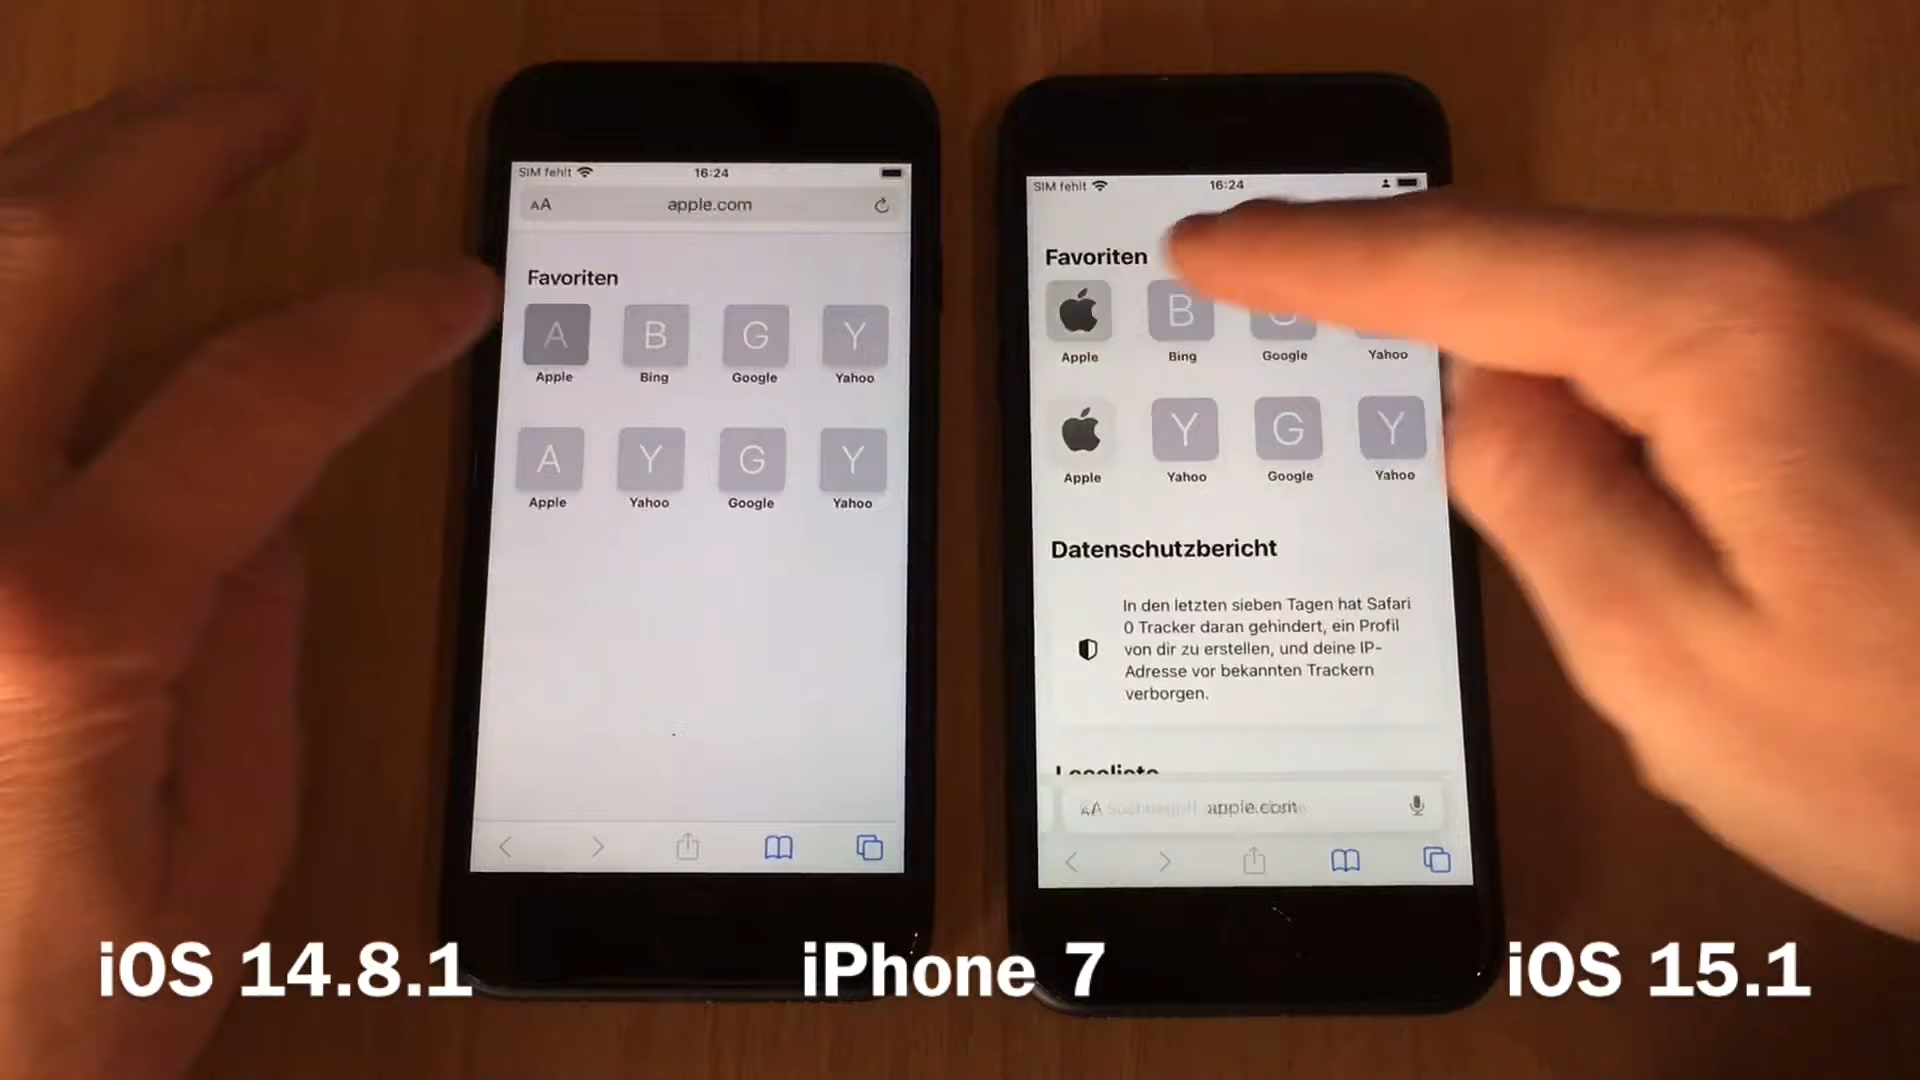 SIM fehlt 16:24
AA apple.com
Favoriten
A B G Y
Apple Bing Google Yahoo
A Y G Y
Apple Yahoo Google Yahoo
SIM fehlt 16:24
Favoriten
B
Apple Bing Google Yahoo
Y G Y
Apple Yahoo Google Yahoo
Datenschutzbericht
In den letzten sieben Tagen hat Safari
0 Tracker daran gehindert, ein Profil
von dir zu erstellen, und deine IP-
Adresse vor bekannten Trackern
verborgen.
AA apple.com
iOS 14.8.1 iPhone 7 iOS 15.1